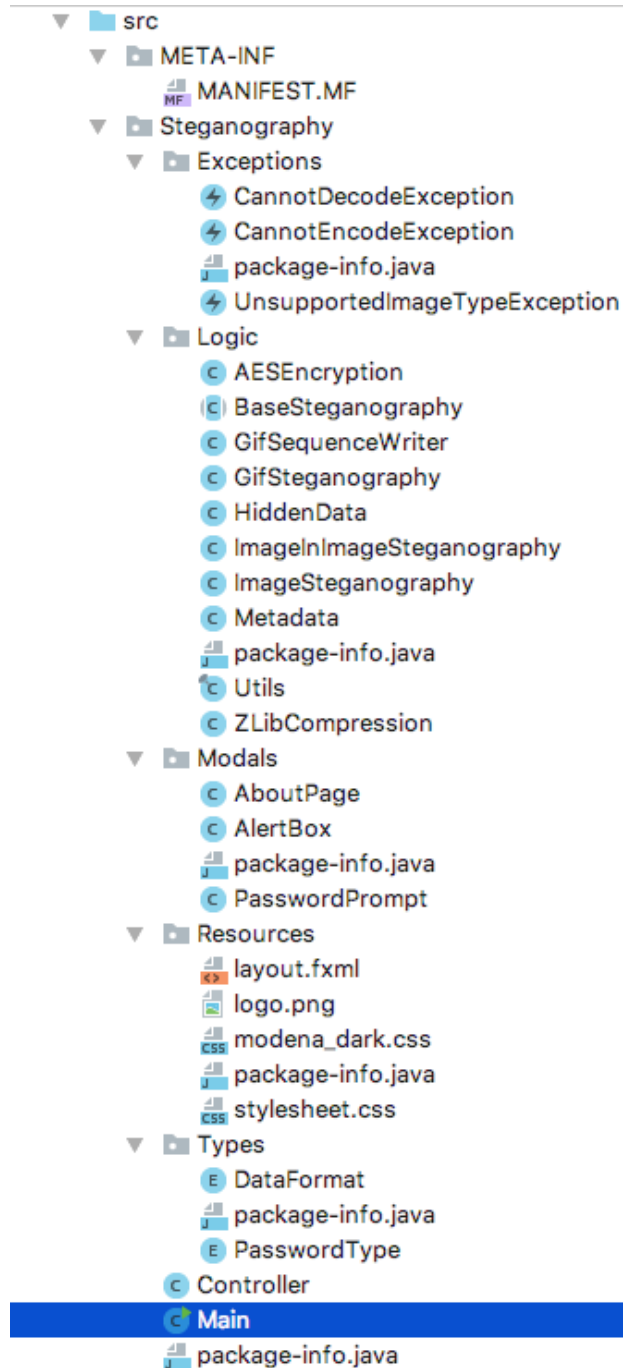 src
META-INF
MF MANIFEST.MF
Steganography
Exceptions
CannotDecodeException
CannotEncodeException
J package-info.java
UnsupportedImageTypeException
Logic
C AESEncryption
C BaseSteganography
C GifSequenceWriter
C GifSteganography
C HiddenData
C ImageInImageSteganography
C ImageSteganography
C Metadata
J package-info.java
C Utils
C ZLibCompression
Modals
C AboutPage
C AlertBox
J package-info.java
C PasswordPrompt
Resources
<> layout.fxml
logo.png
CSS modena_dark.css
J package-info.java
CSS stylesheet.css
Types
E DataFormat
J package-info.java
E PasswordType
C Controller
C Main
J package-info.java